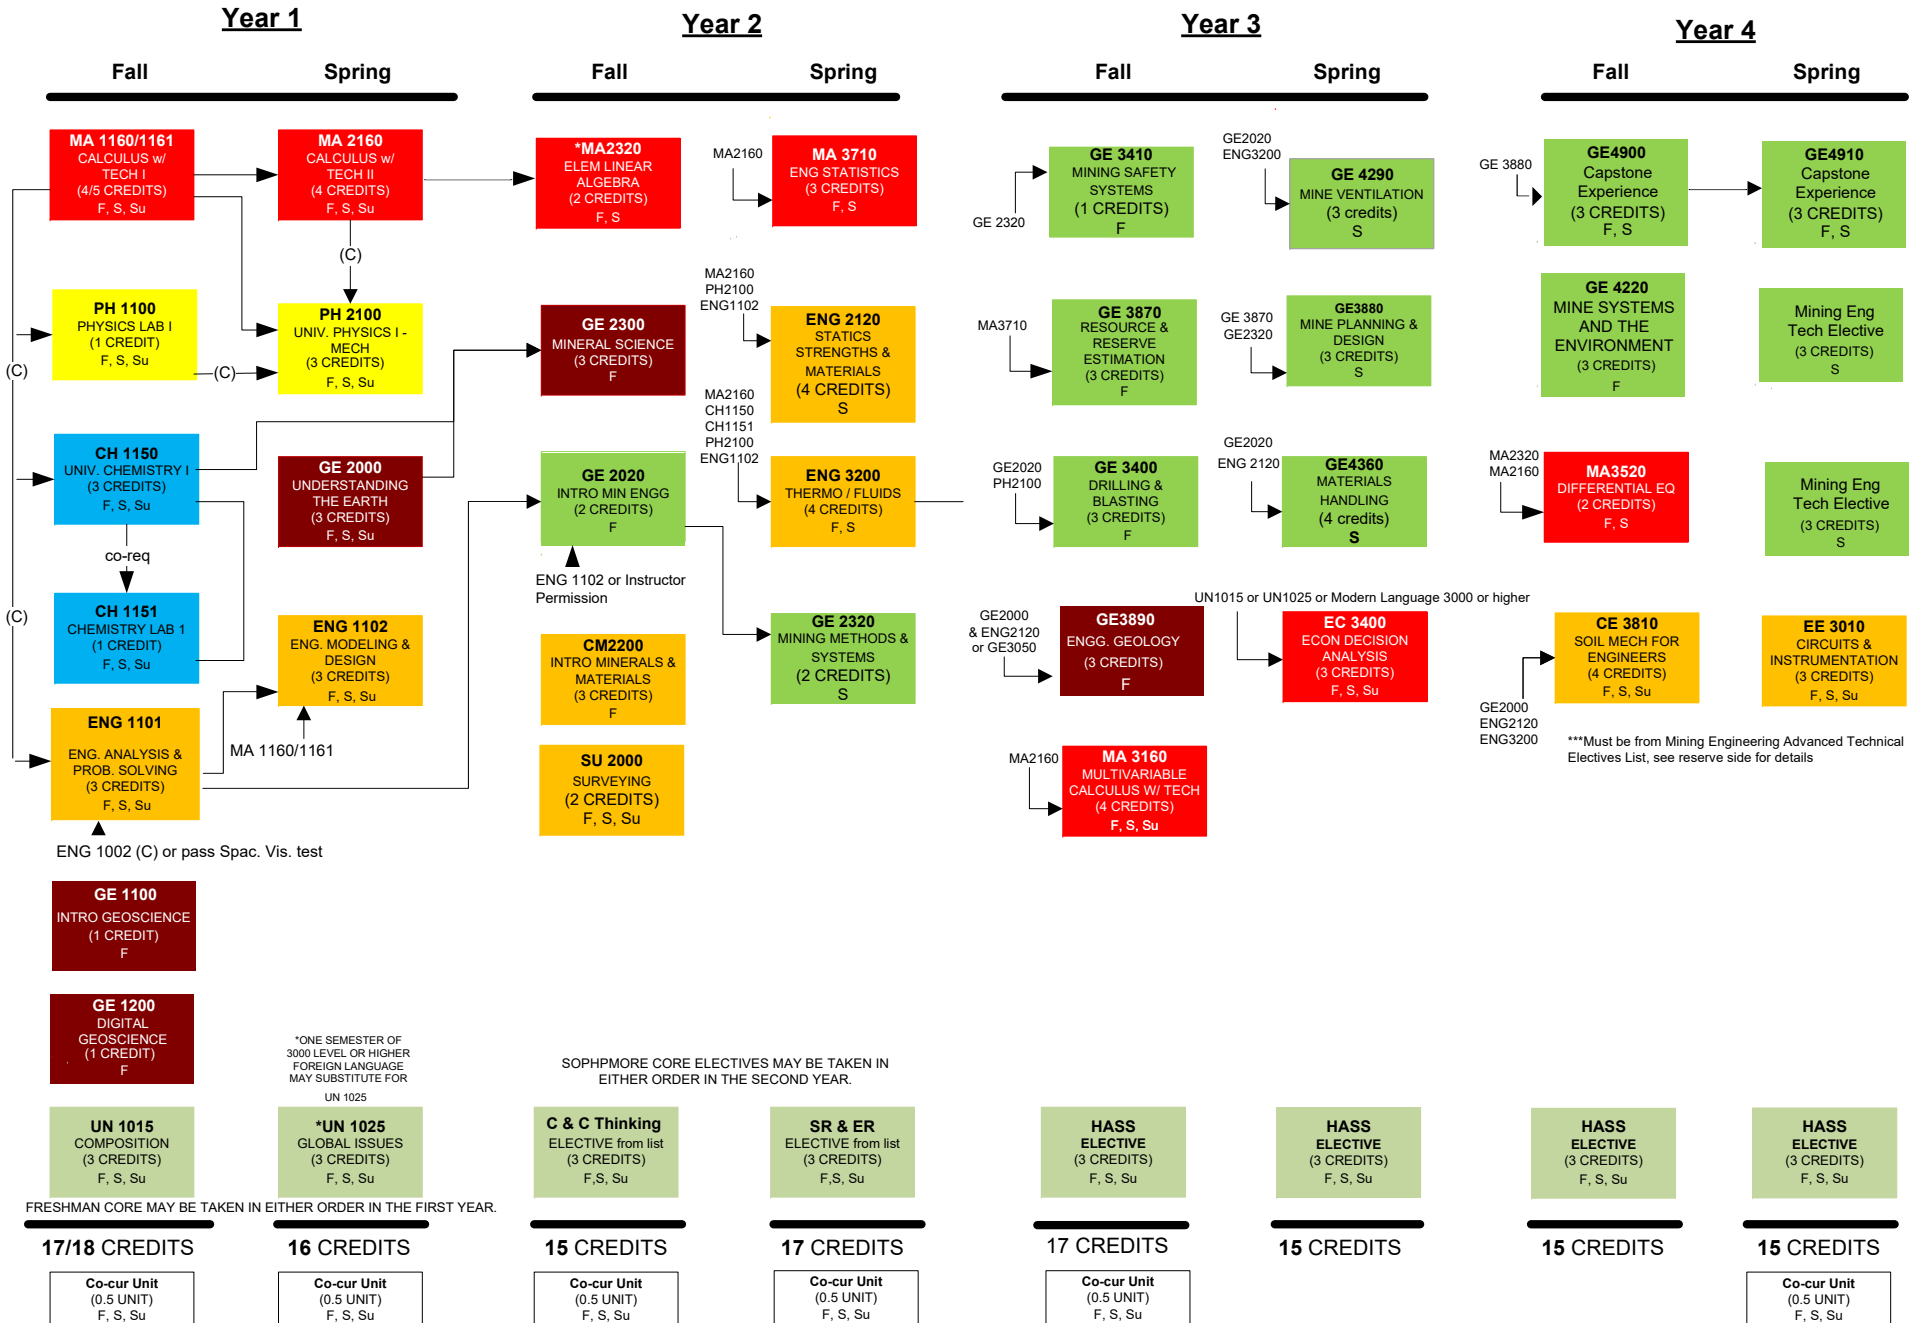 Year 1
Year 2
Year 3
Year 4
Fall
Spring
Fall
Spring
Fall
Spring
Fall
Spring
MA 1160/1161
CALCULUS w/
TECH I
(4/5 CREDITS)
F, S, Su
MA 2160
CALCULUS w/
TECH II
(4 CREDITS)
F, S, Su
*MA2320
ELEM LINEAR
ALGEBRA
(2 CREDITS)
F, S
MA2160
MA 3710
ENG STATISTICS
(3 CREDITS)
F, S
GE 2320
GE 3410
MINING SAFETY
SYSTEMS
(1 CREDITS)
F
GE2020
ENG3200
GE 4290
MINE VENTILATION
(3 credits)
S
GE 3880
GE4900
Capstone
Experience
(3 CREDITS)
F, S
GE4910
Capstone
Experience
(3 CREDITS)
F, S
(C)
(C)
PH 1100
PHYSICS LAB I
(1 CREDIT)
F, S, Su
(C)
PH 2100
UNIV. PHYSICS I -
MECH
(3 CREDITS)
F, S, Su
GE 2300
MINERAL SCIENCE
(3 CREDITS)
F
MA2160
PH2100
ENG1102
ENG 2120
STATICS
STRENGTHS &
MATERIALS
(4 CREDITS)
S
MA3710
GE 3870
RESOURCE &
RESERVE
ESTIMATION
(3 CREDITS)
F
GE 3870
GE2320
GE3880
MINE PLANNING &
DESIGN
(3 CREDITS)
S
GE 4220
MINE SYSTEMS
AND THE
ENVIRONMENT
(3 CREDITS)
F
Mining Eng
Tech Elective
(3 CREDITS)
S
CH 1150
UNIV. CHEMISTRY I
(3 CREDITS)
F, S, Su
GE 2000
UNDERSTANDING
THE EARTH
(3 CREDITS)
F, S, Su
GE 2020
INTRO MIN ENGG
(2 CREDITS)
F
ENG 1102 or Instructor
Permission
MA2160
CH1150
CH1151
PH2100
ENG1102
ENG 3200
THERMO / FLUIDS
(4 CREDITS)
F, S
GE2020
PH2100
GE 3400
DRILLING &
BLASTING
(3 CREDITS)
F
GE2020
ENG 2120
GE4360
MATERIALS
HANDLING
(4 credits)
S
MA2320
MA2160
MA3520
DIFFERENTIAL EQ
(2 CREDITS)
F, S
Mining Eng
Tech Elective
(3 CREDITS)
S
co-req
(C)
CH 1151
CHEMISTRY LAB 1
(1 CREDIT)
F, S, Su
ENG 1102
ENG. MODELING &
DESIGN
(3 CREDITS)
F, S, Su
MA 1160/1161
CM2200
INTRO MINERALS &
MATERIALS
(3 CREDITS)
F
GE 2320
MINING METHODS &
SYSTEMS
(2 CREDITS)
S
GE2000
& ENG2120
or GE3050
GE3890
ENGG. GEOLOGY
(3 CREDITS)
F
UN1015 or UN1025 or Modern Language 3000 or higher
EC 3400
ECON DECISION
ANALYSIS
(3 CREDITS)
F, S, Su
CE 3810
SOIL MECH FOR
ENGINEERS
(4 CREDITS)
F, S, Su
GE2000
ENG2120
ENG3200
EE 3010
CIRCUITS &
INSTRUMENTATION
(3 CREDITS)
F, S, Su
***Must be from Mining Engineering Advanced Technical
Electives List, see reserve side for details
ENG 1101
ENG. ANALYSIS &
PROB. SOLVING
(3 CREDITS)
F, S, Su
ENG 1002 (C) or pass Spac. Vis. test
SU 2000
SURVEYING
(2 CREDITS)
F, S, Su
MA2160
MA 3160
MULTIVARIABLE
CALCULUS W/ TECH
(4 CREDITS)
F, S, Su
GE 1100
INTRO GEOSCIENCE
(1 CREDIT)
F
GE 1200
DIGITAL
GEOSCIENCE
(1 CREDIT)
F
*ONE SEMESTER OF
3000 LEVEL OR HIGHER
FOREIGN LANGUAGE
MAY SUBSTITUTE FOR
UN 1025
SOPHPMORE CORE ELECTIVES MAY BE TAKEN IN
EITHER ORDER IN THE SECOND YEAR.
UN 1015
COMPOSITION
(3 CREDITS)
F, S, Su
*UN 1025
GLOBAL ISSUES
(3 CREDITS)
F, S, Su
C & C Thinking
ELECTIVE from list
(3 CREDITS)
F,S, Su
SR & ER
ELECTIVE from list
(3 CREDITS)
F,S, Su
HASS
ELECTIVE
(3 CREDITS)
F, S, Su
HASS
ELECTIVE
(3 CREDITS)
F, S, Su
HASS
ELECTIVE
(3 CREDITS)
F, S, Su
HASS
ELECTIVE
(3 CREDITS)
F, S, Su
FRESHMAN CORE MAY BE TAKEN IN EITHER ORDER IN THE FIRST YEAR.
17/18 CREDITS
16 CREDITS
15 CREDITS
17 CREDITS
17 CREDITS
15 CREDITS
15 CREDITS
15 CREDITS
Co-cur Unit
(0.5 UNIT)
F, S, Su
Co-cur Unit
(0.5 UNIT)
F, S, Su
Co-cur Unit
(0.5 UNIT)
F, S, Su
Co-cur Unit
(0.5 UNIT)
F, S, Su
Co-cur Unit
(0.5 UNIT)
F, S, Su
Co-cur Unit
(0.5 UNIT)
F, S, Su